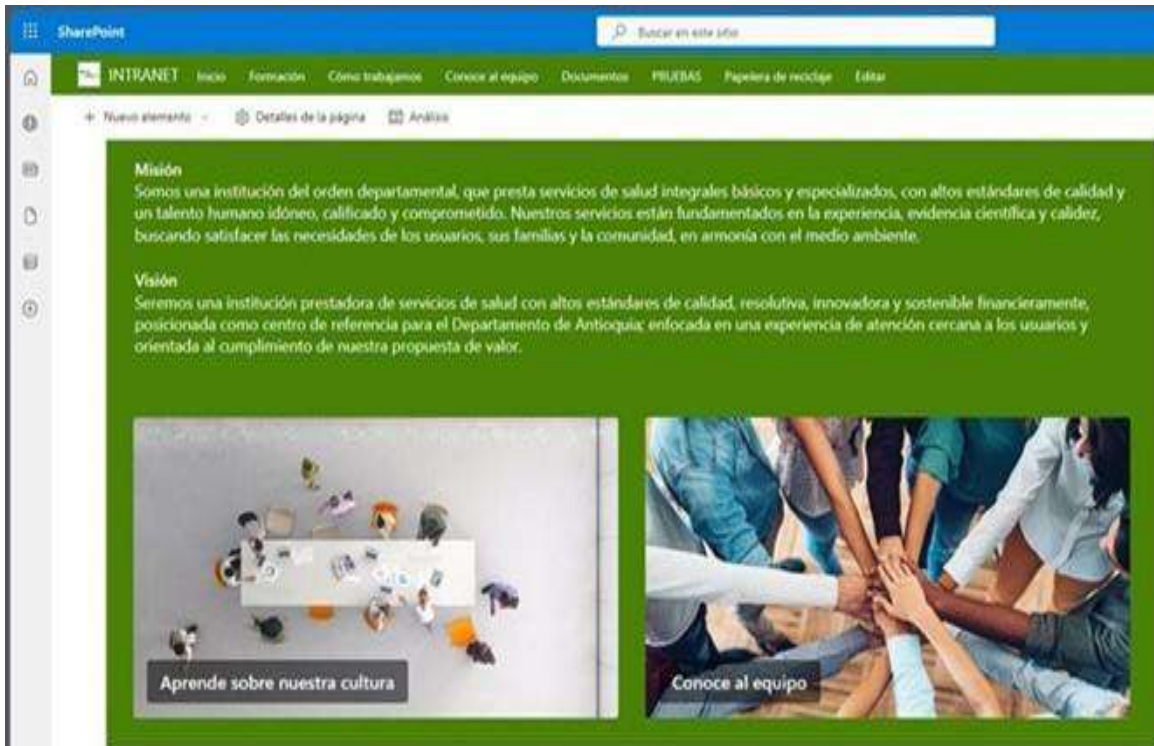 SharePoint
Buscar en este sitio
INTRANET Inicio Formación Cómo trabajamos Conoce al equipo Documentos PRUEBAS Papelera de reciclaje Editar
+ Nuevo elemento Detalles de la página Análisis
Misión
Somos una institución del orden departamental, que presta servicios de salud integrales básicos y especializados, con altos estándares de calidad y
un talento humano idóneo, calificado y comprometido. Nuestros servicios están fundamentados en la experiencia, evidencia científica y calidez,
buscando satisfacer las necesidades de los usuarios, sus familias y la comunidad, en armonía con el medio ambiente.
Visión
Seremos una institución prestadora de servicios de salud con altos estándares de calidad, resolutiva, innovadora y sostenible financieramente,
posicionada como centro de referencia para el Departamento de Antioquia; enfocada en una experiencia de atención cercana a los usuarios y
orientada al cumplimiento de nuestra propuesta de valor.
Aprende sobre nuestra cultura
Conoce al equipo